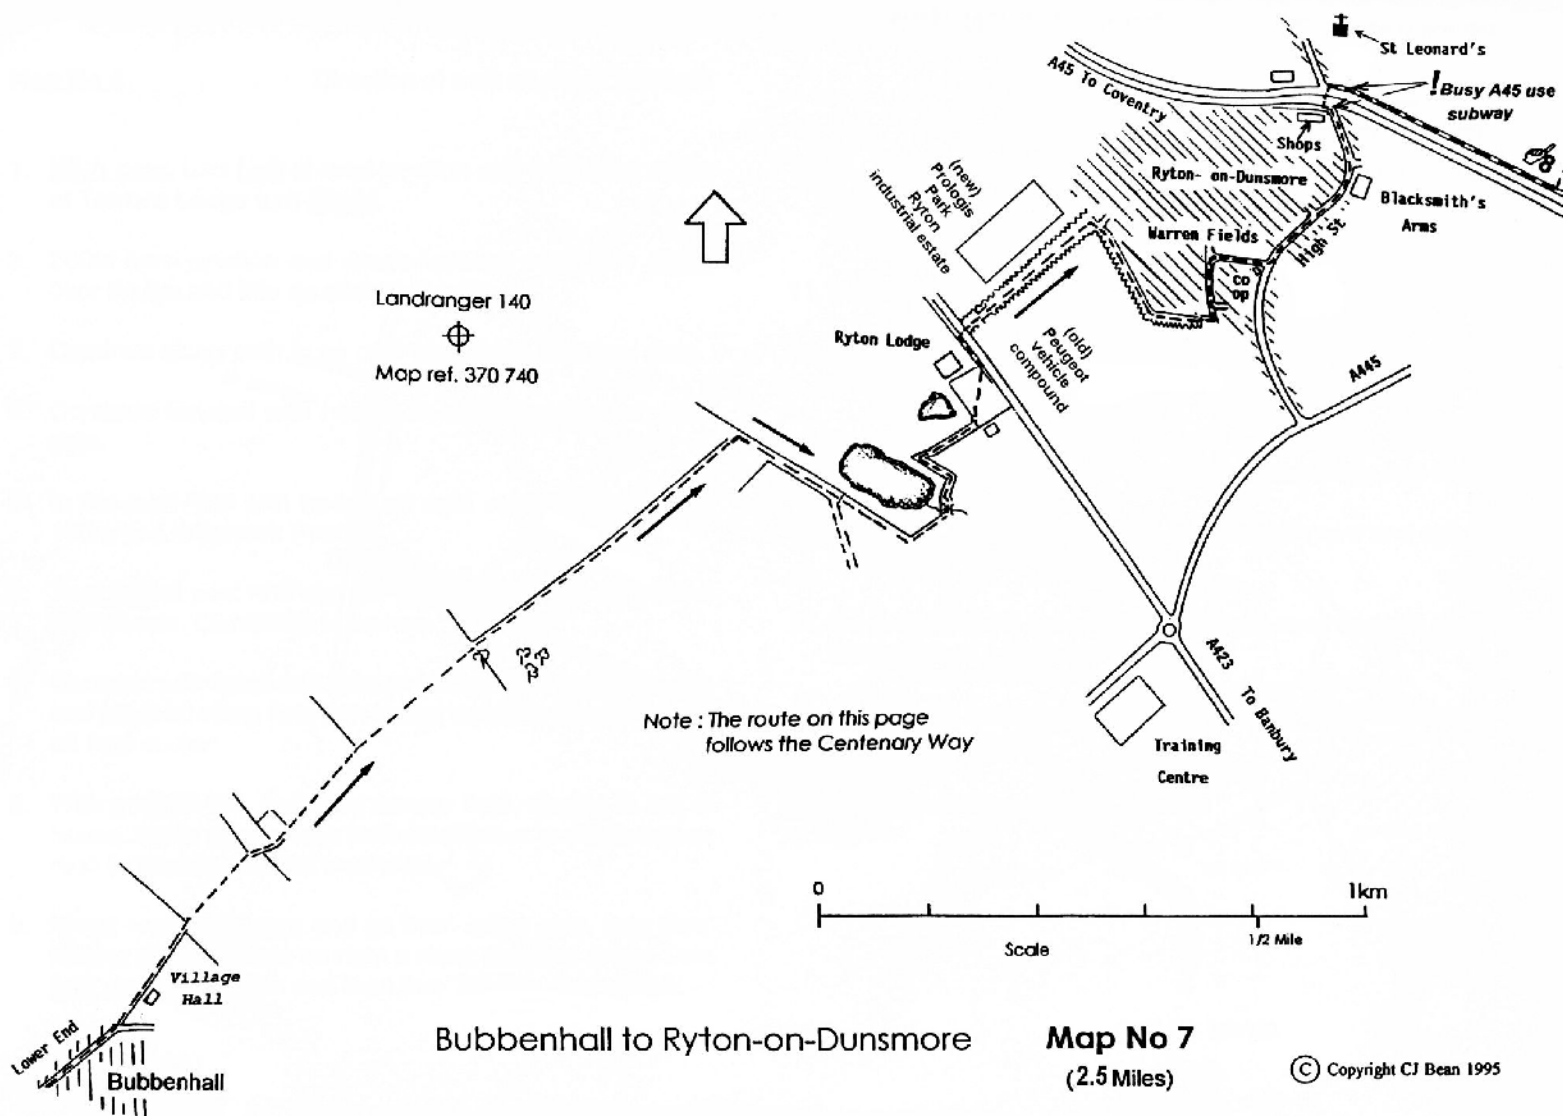 St Leonard's
A45 To Coventry
! Busy A45 use
subway
Shops
8
(new)
Prologis
Park
Ryton
industrial estate
Ryton- on-Dunsmore
Blacksmith's
Arms
Warren Fields
High St
CO
OP
Landranger 140
Map ref. 370 740
Ryton Lodge
(old)
Peugeot
vehicle
compound
A445
A423 To Banbury
Note : The route on this page
follows the Centenary Way
Training
Centre
0
1km
1/2 Mile
Scale
Village
Hall
Lower End
Bubbenhall
Bubbenhall to Ryton-on-Dunsmore
Map No 7
(2.5 Miles)
© Copyright CJ Bean 1995